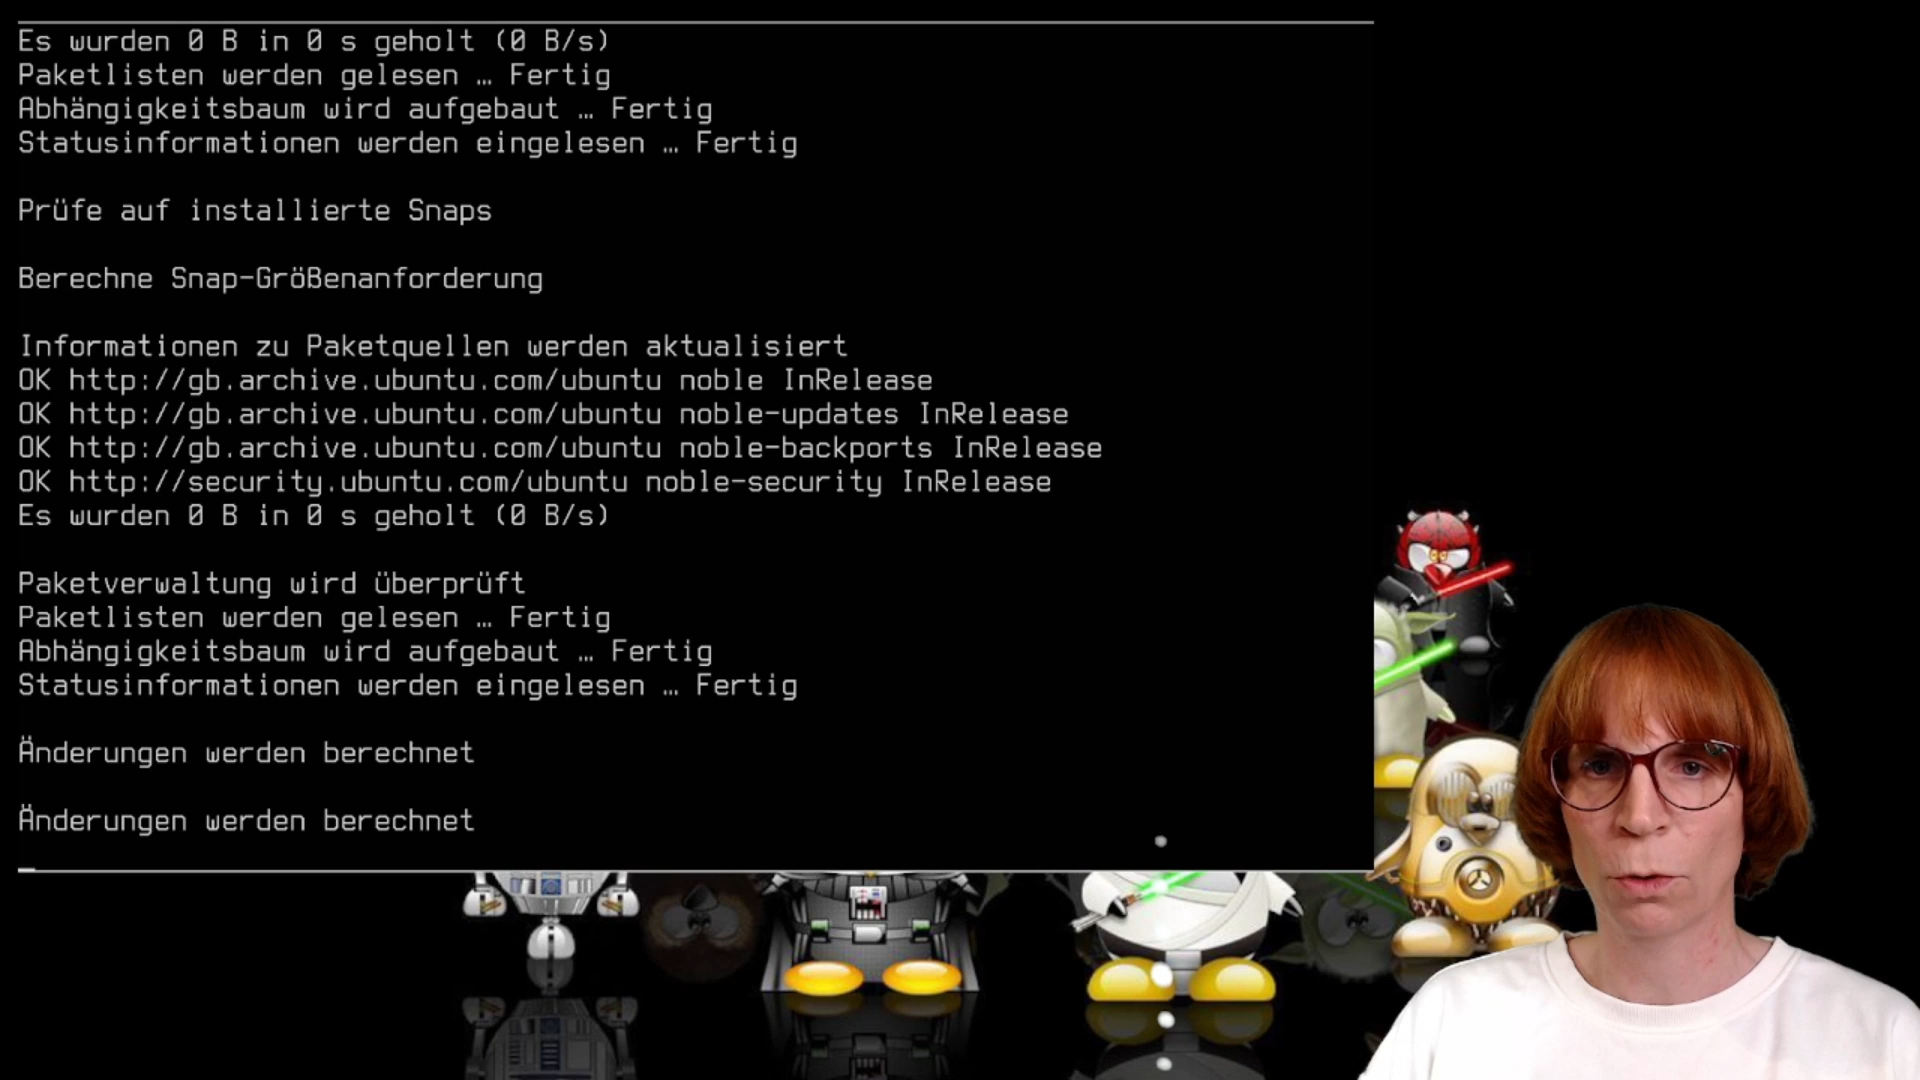 Es wurden 0 B in 0 s geholt (0 B/s)
Paketlisten werden gelesen … Fertig
Abhängigkeitsbaum wird aufgebaut … Fertig
Statusinformationen werden eingelesen … Fertig
Prüfe auf installierte Snaps
Berechne Snap-Größenanforderung
Informationen zu Paketquellen werden aktualisiert
OK http://gb.archive.ubuntu.com/ubuntu noble InRelease
OK http://gb.archive.ubuntu.com/ubuntu noble-updates InRelease
OK http://gb.archive.ubuntu.com/ubuntu noble-backports InRelease
OK http://security.ubuntu.com/ubuntu noble-security InRelease
Es wurden 0 B in 0 s geholt (0 B/s)
Paketverwaltung wird überprüft
Paketlisten werden gelesen … Fertig
Abhängigkeitsbaum wird aufgebaut … Fertig
Statusinformationen werden eingelesen … Fertig
Änderungen werden berechnet
Änderungen werden berechnet